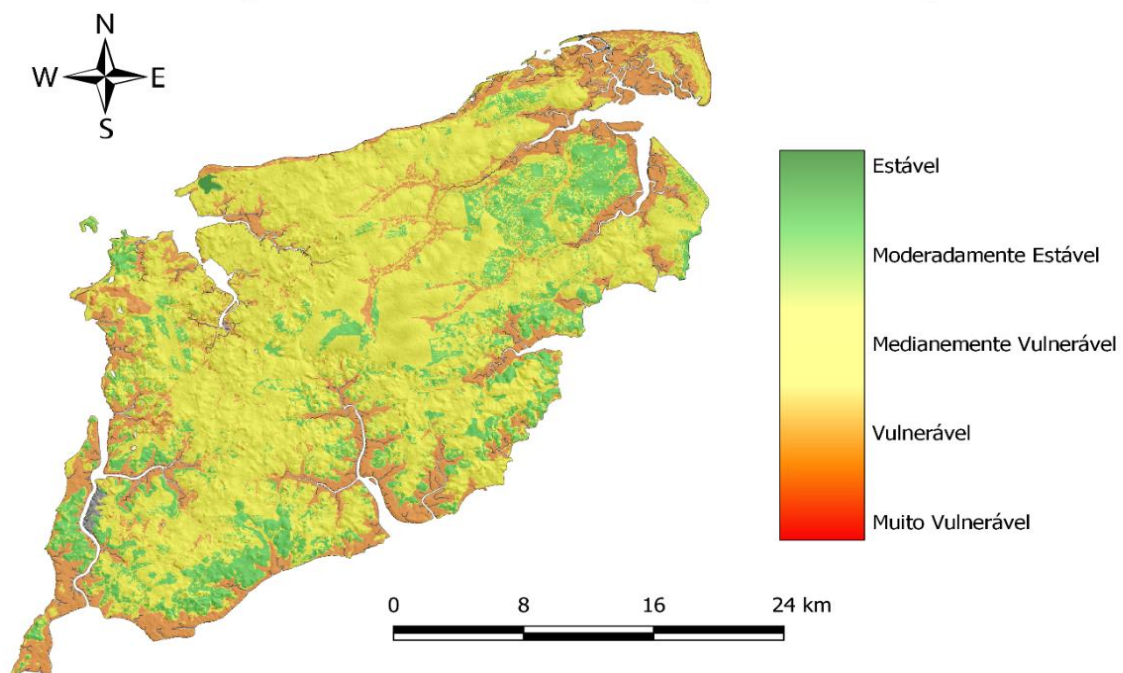 N
W E
S
Estável
Moderadamente Estável
Medianemente Vulnerável
Vulnerável
Muito Vulnerável
0 8 16 24 km